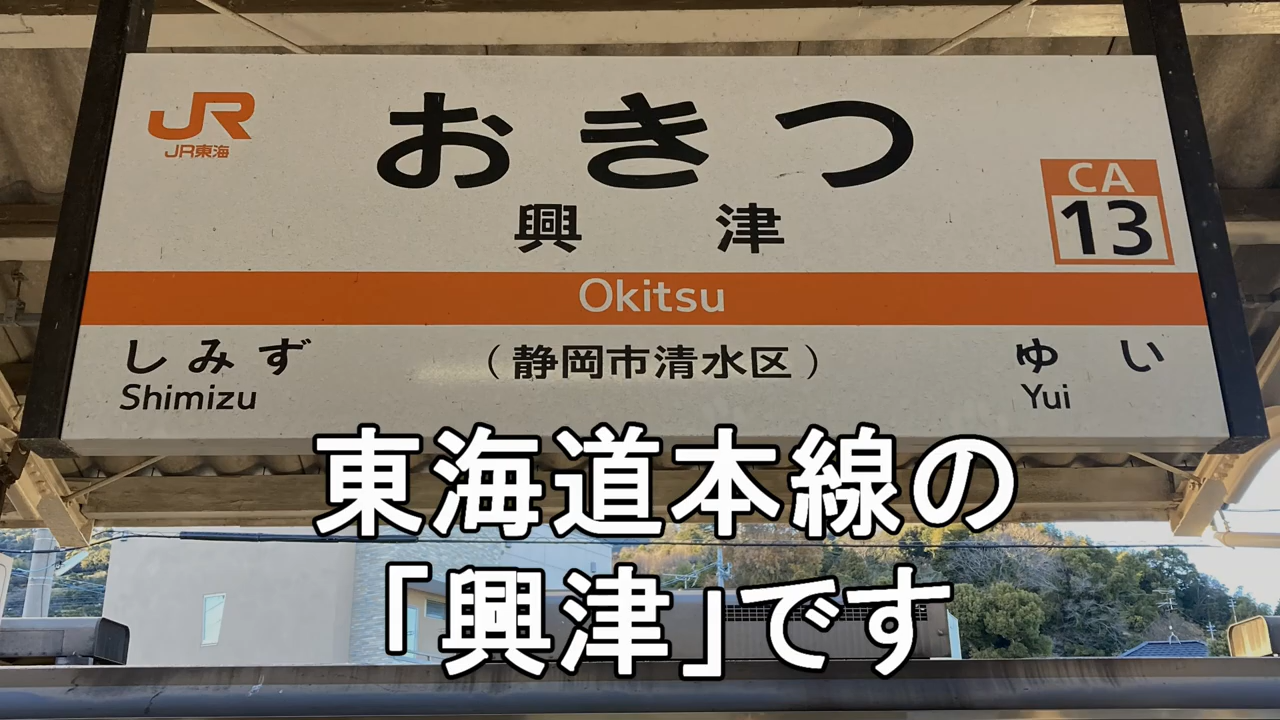 JR
JR東海
おきつ
興津
CA
13
Okitsu
しみず
（静岡市清水区）
ゆい
Shimizu
Yui
東海道本線の
「興津」です